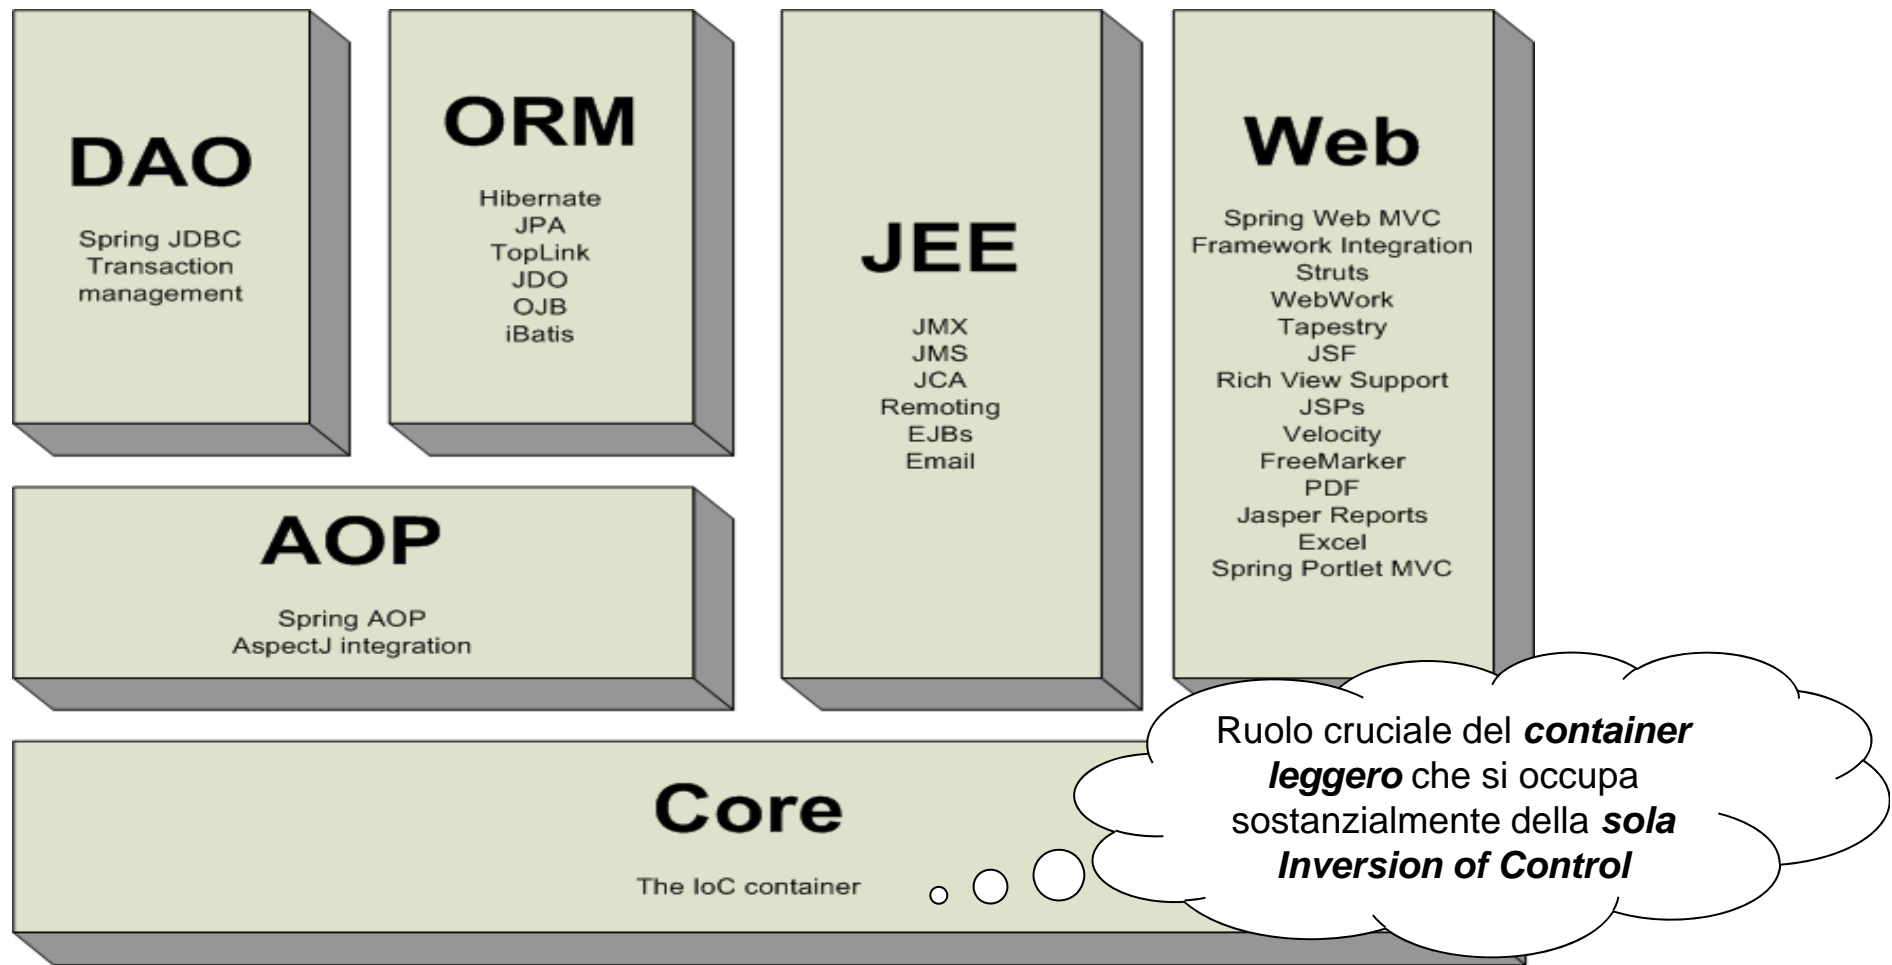 DAO
Spring JDBC
Transaction
management
ORM
Hibernate
JPA
TopLink
JDO
OJB
iBatis
JEE
JMX
JMS
JCA
Remoting
EJBs
Email
Web
Spring Web MVC
Framework Integration
Struts
WebWork
Tapestry
JSF
Rich View Support
JSPs
Velocity
FreeMarker
PDF
Jasper Reports
Excel
Spring Portlet MVC
AOP
Spring AOP
AspectJ integration
Core
The IoC container
Ruolo cruciale del container
leggero che si occupa
sostanzialmente della sola
Inversion of Control